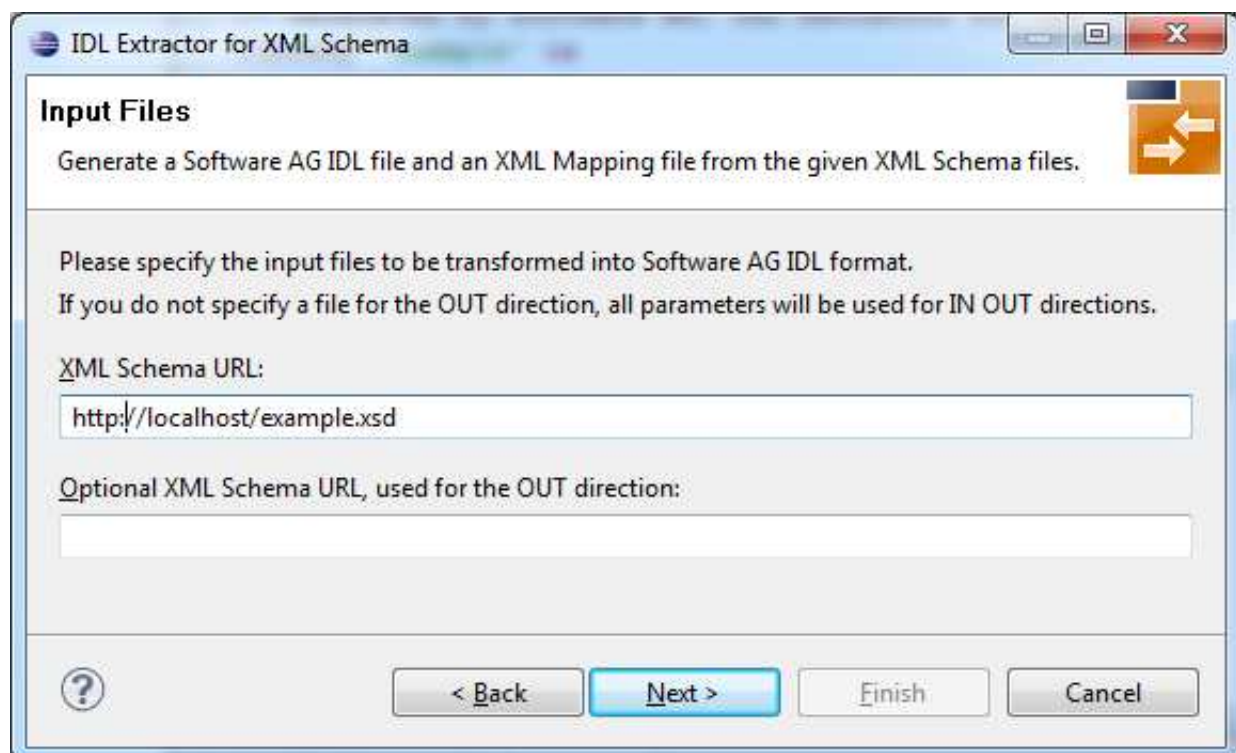 IDL Extractor for XML Schema
Input Files
Generate a Software AG IDL file and an XML Mapping file from the given XML Schema files.
Please specify the input files to be transformed into Software AG IDL format.
If you do not specify a file for the OUT direction, all parameters will be used for IN OUT directions.
XML Schema URL:
http://localhost/example.xsd
Optional XML Schema URL, used for the OUT direction:
?
< Back Next > Finish Cancel